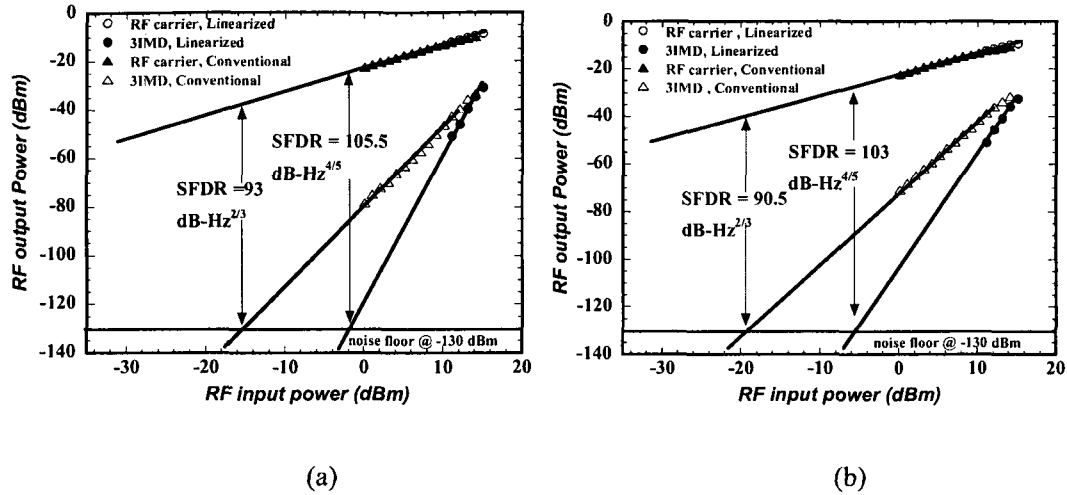 RF carrier, Linearized
3IMD, Linearized
RF carrier, Conventional
3IMD, Conventional
0
-20
-40
-60
-80
-100
-120
-140
RF output Power (dBm)
SFDR = 105.5
dB-Hz4/5
SFDR =93
dB-Hz2/3
noise floor @ -130 dBm
-30 -20 -10 0 10 20
RF input power (dBm)
(a)
RF carrier, Linearized
3IMD, Linearized
RF carrier, Conventional
3IMD , Conventional
0
-20
-40
-60
-80
-100
-120
-140
RF output Power (dBm)
SFDR = 103
dB-Hz4/5
SFDR = 90.5
dB-Hz2/3
noise floor @ -130 dBm
-30 -20 -10 0 10 20
RF input power (dBm)
(b)